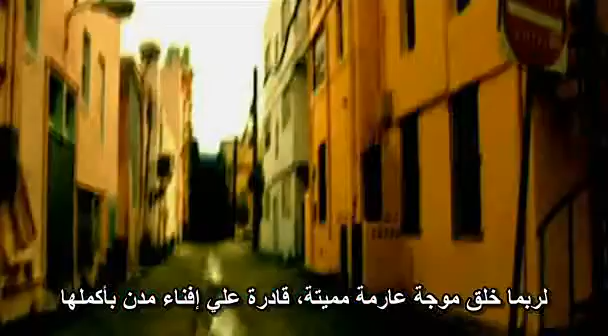 لربما خلق موجة عارمة مميتة، قادرة علي إفناء مدن بأكملها